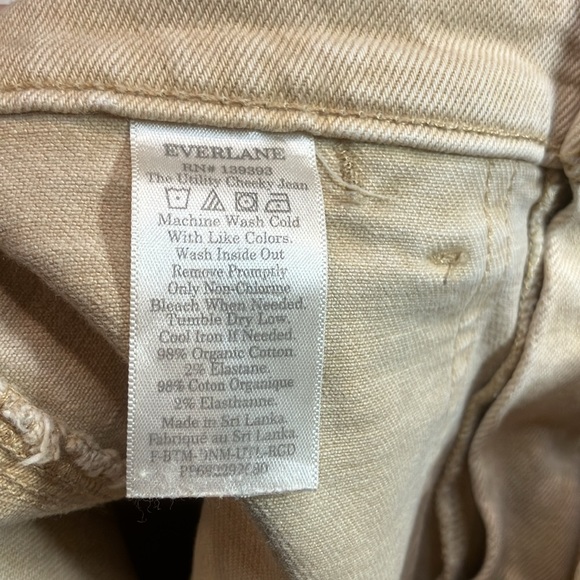 EVERLANE
RN# 139393
The Utility Cheeky Jean
Machine Wash Cold
With Like Colors.
Wash Inside Out
Remove Promptly
Only Non-Chlorine
Bleach When Needed.
Tumble Dry Low.
Cool Iron If Needed.
98% Organic Cotton.
2% Elastane.
98% Coton Organique
2% Elasthanne.
Made in Sri Lanka.
Fabriqué au Sri Lanka.